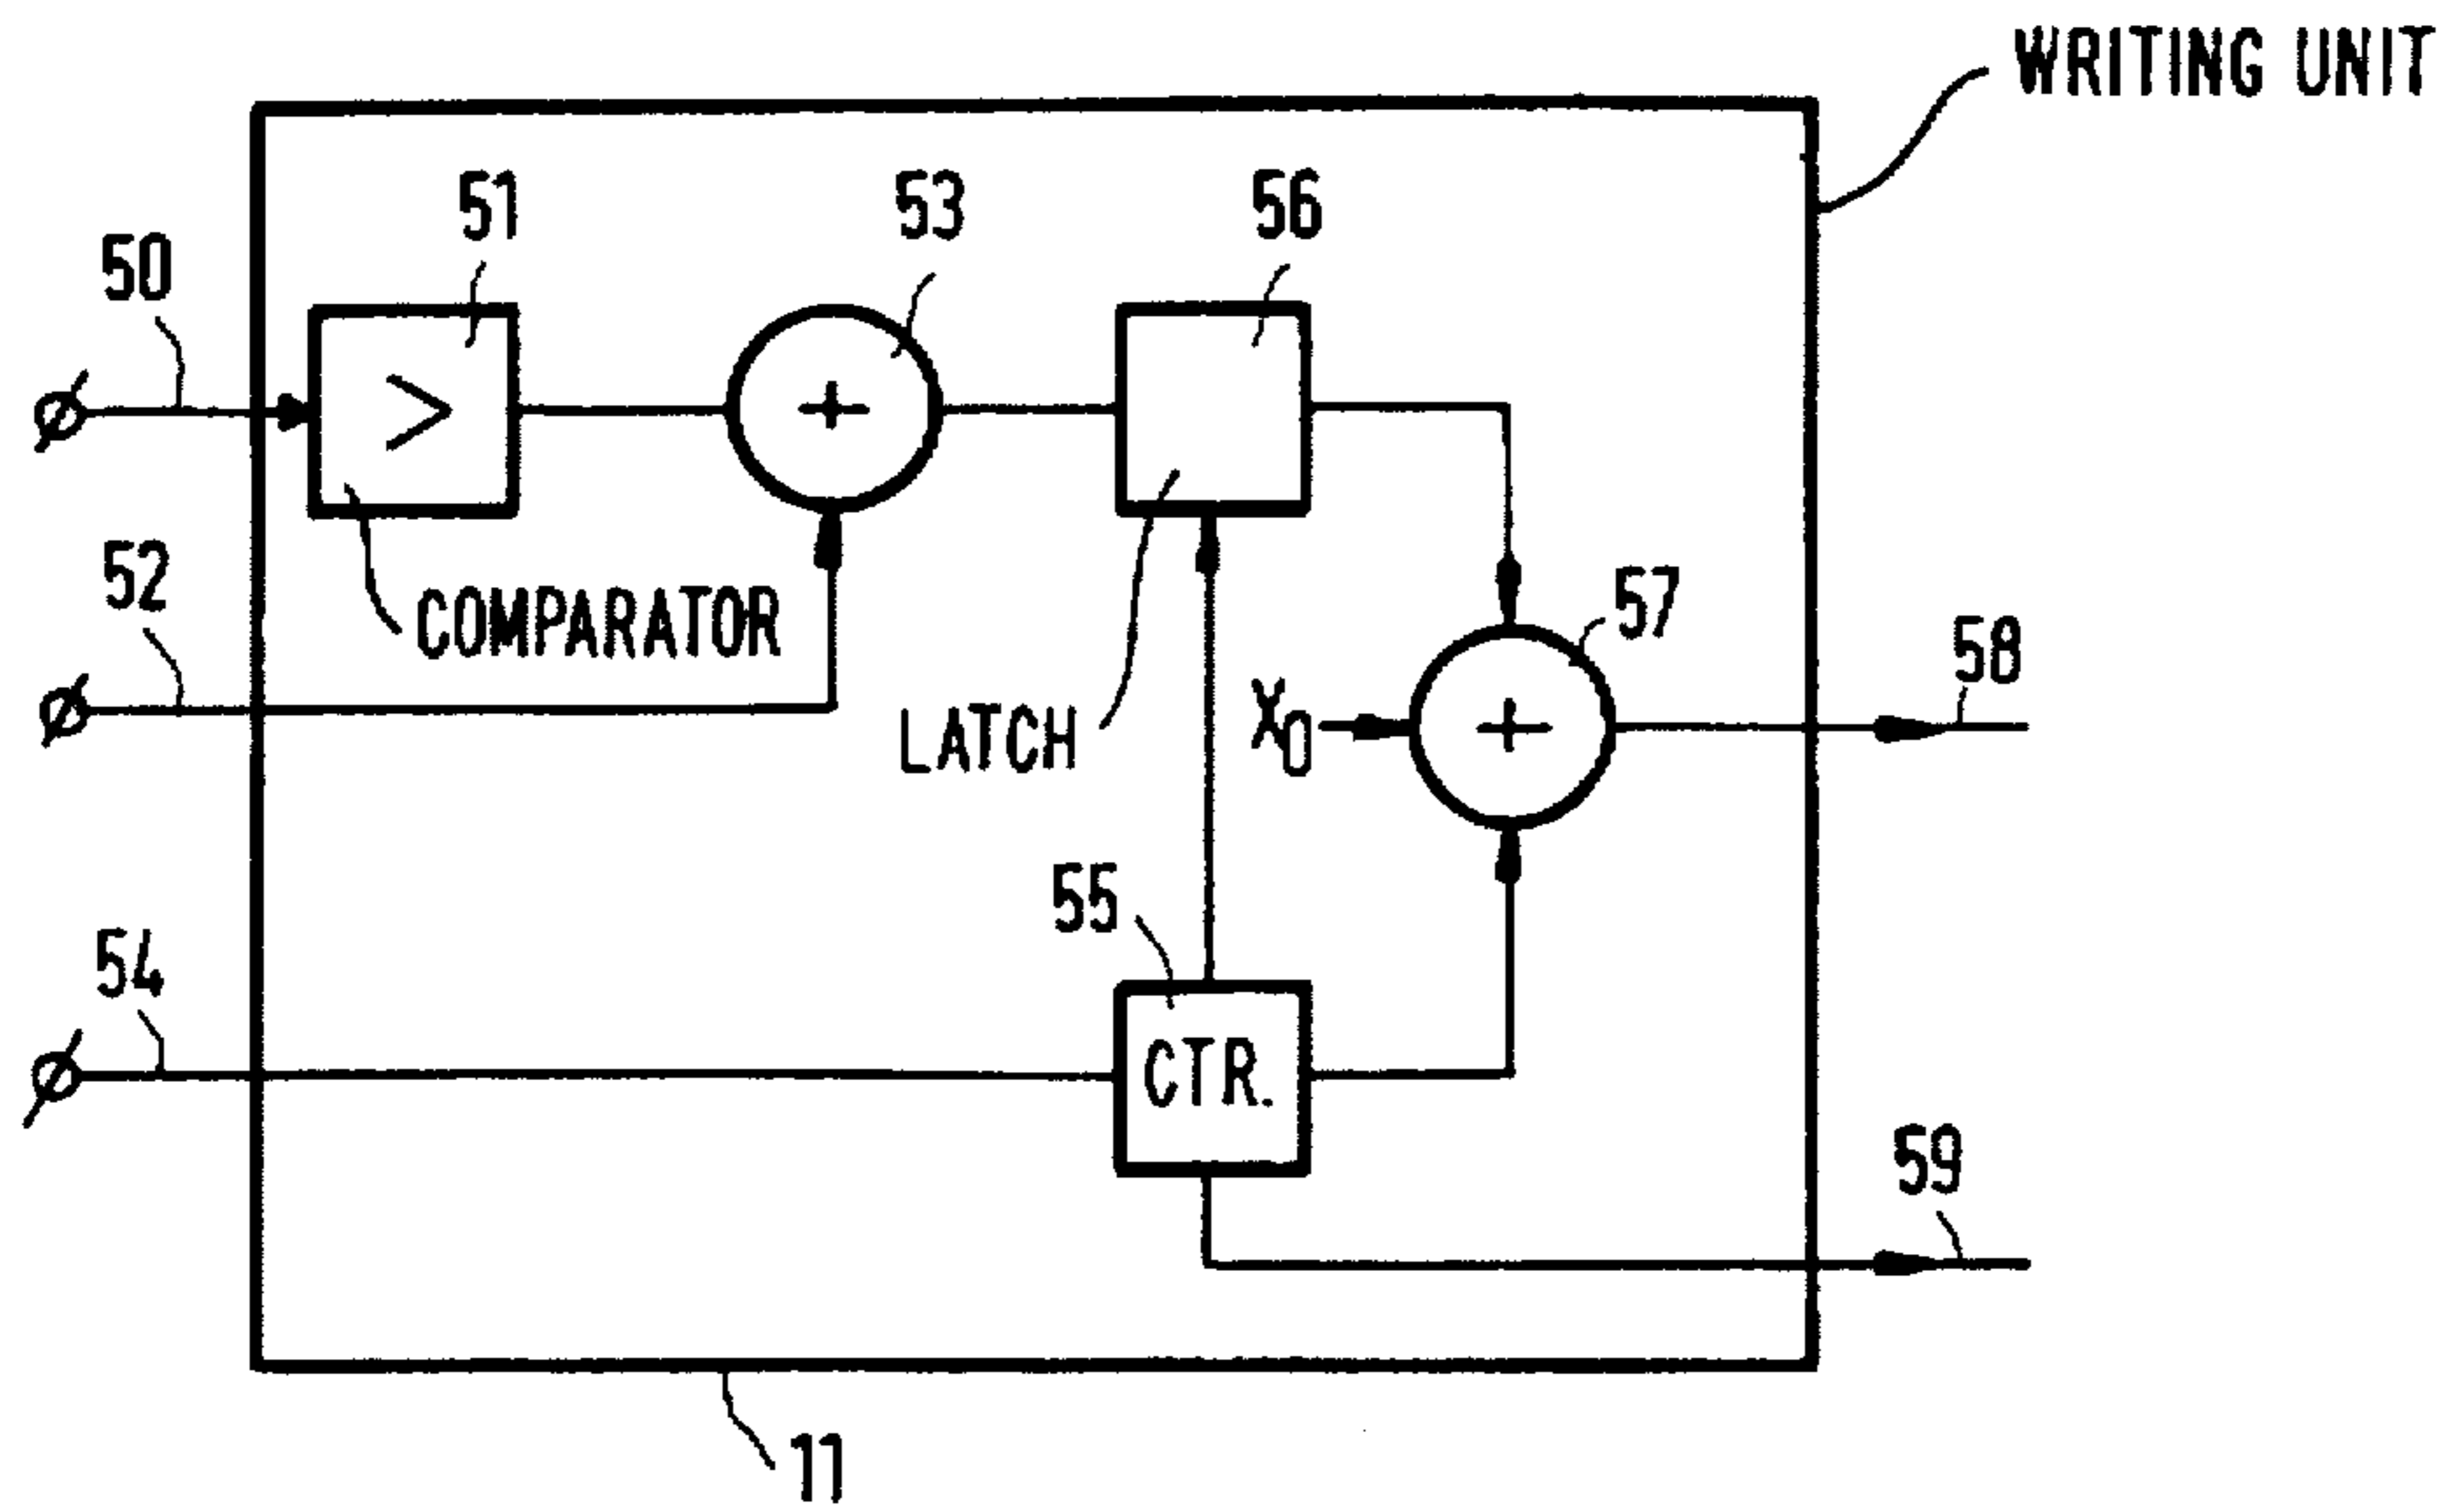 WRITING UNIT
51
53
56
50
>
+
52
COMPARATOR
57
58
LATCH
X0
+
55
54
CTR.
59
11